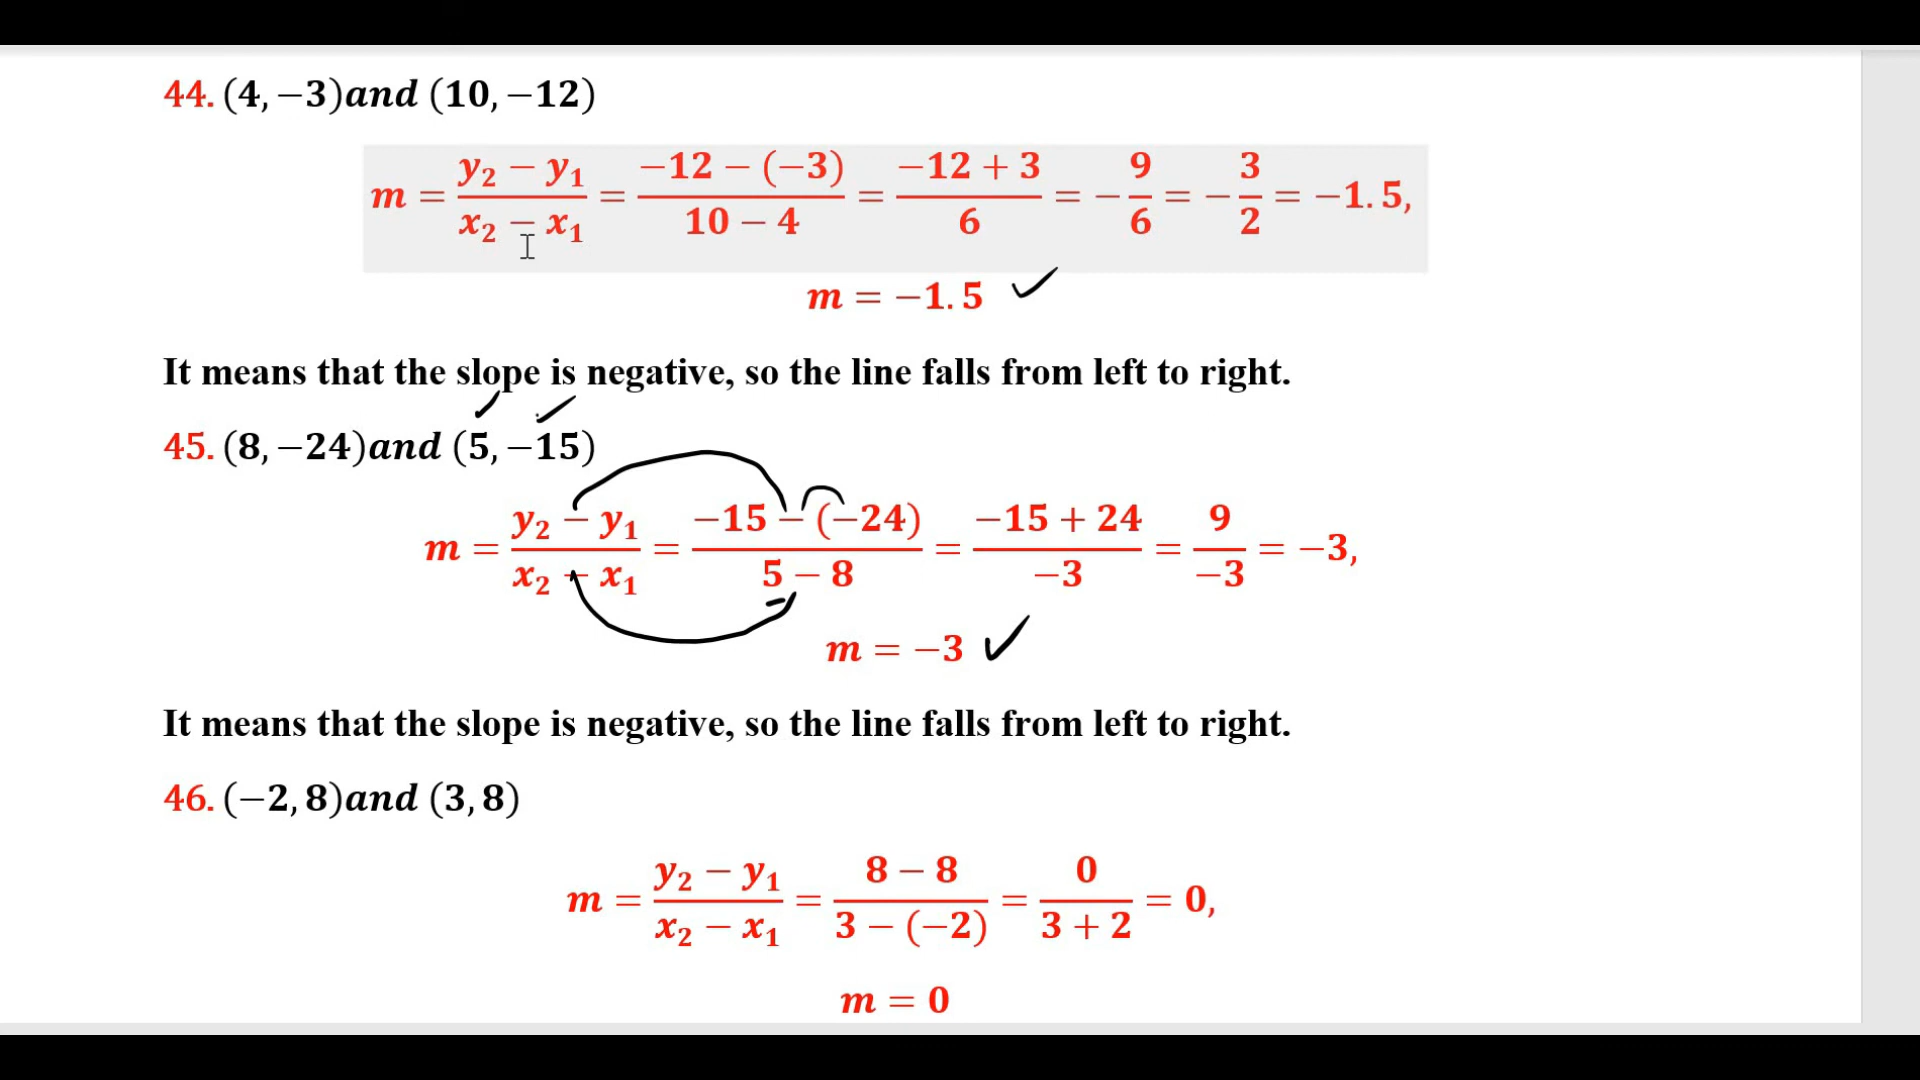 44. (4, −3)and (10, −12)
m = y₂ − y₁ / x₂ − x₁ = −12 − (−3) / 10 − 4 = −12 + 3 / 6 = − 9 / 6 = − 3 / 2 = −1.5,
m = −1.5 ✓
It means that the slope is negative, so the line falls from left to right.
45. (8, −24)and (5, −15)
m = y₂ − y₁ / x₂ − x₁ = −15 − (−24) / 5 − 8 = −15 + 24 / −3 = 9 / −3 = −3,
m = −3 ✓
It means that the slope is negative, so the line falls from left to right.
46. (−2, 8)and (3, 8)
m = y₂ − y₁ / x₂ − x₁ = 8 − 8 / 3 − (−2) = 0 / 3 + 2 = 0,
m = 0